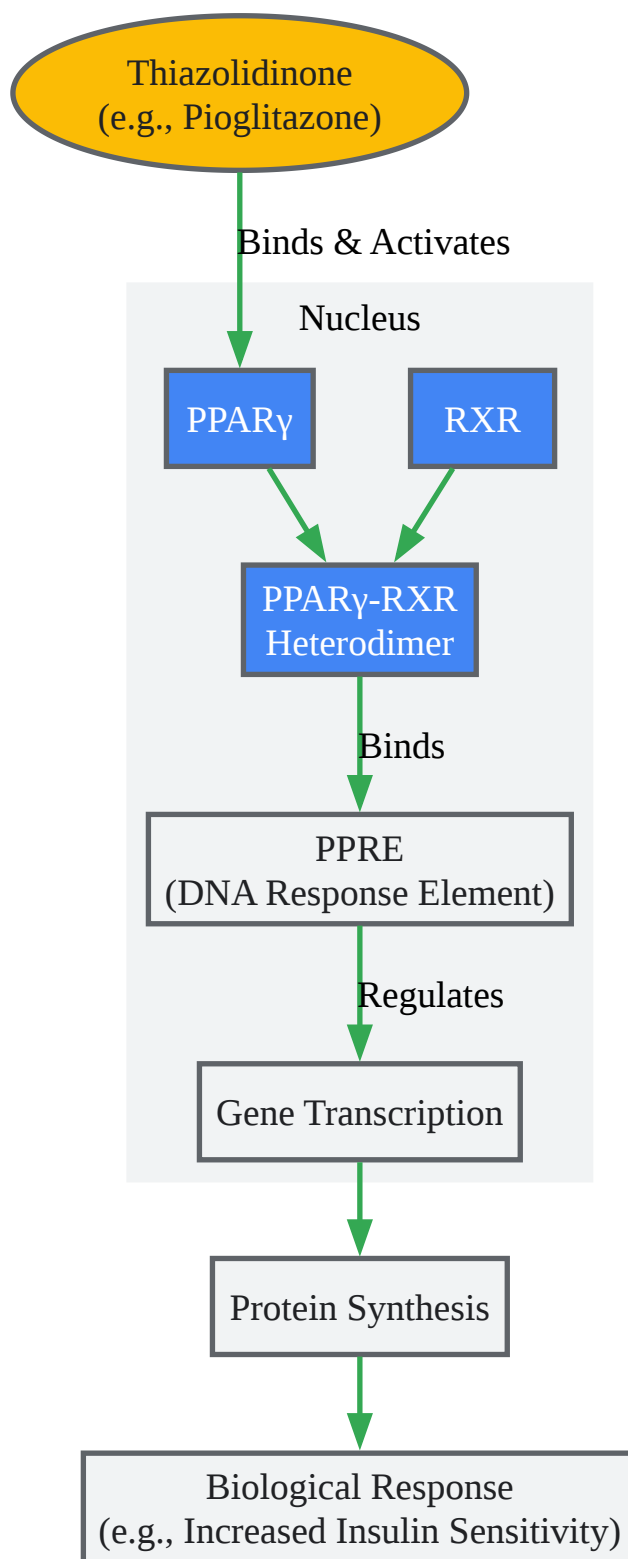 Thiazolidinone
(e.g., Pioglitazone)
Binds & Activates
Nucleus
PPARγ
RXR
PPARγ-RXR
Heterodimer
Binds
PPRE
(DNA Response Element)
Regulates
Gene Transcription
Protein Synthesis
Biological Response
(e.g., Increased Insulin Sensitivity)